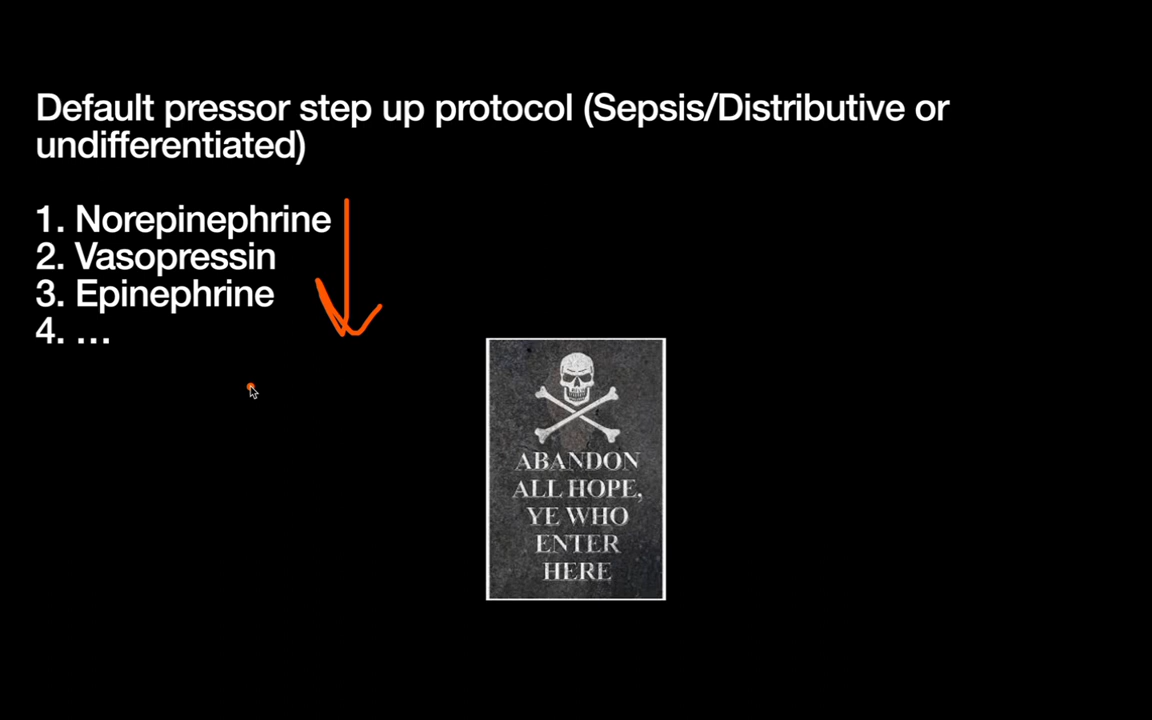 Default pressor step up protocol (Sepsis/Distributive or
undifferentiated)
1. Norepinephrine
2. Vasopressin
3. Epinephrine
4. ...
ABANDON
ALL HOPE,
YE WHO
ENTER
HERE